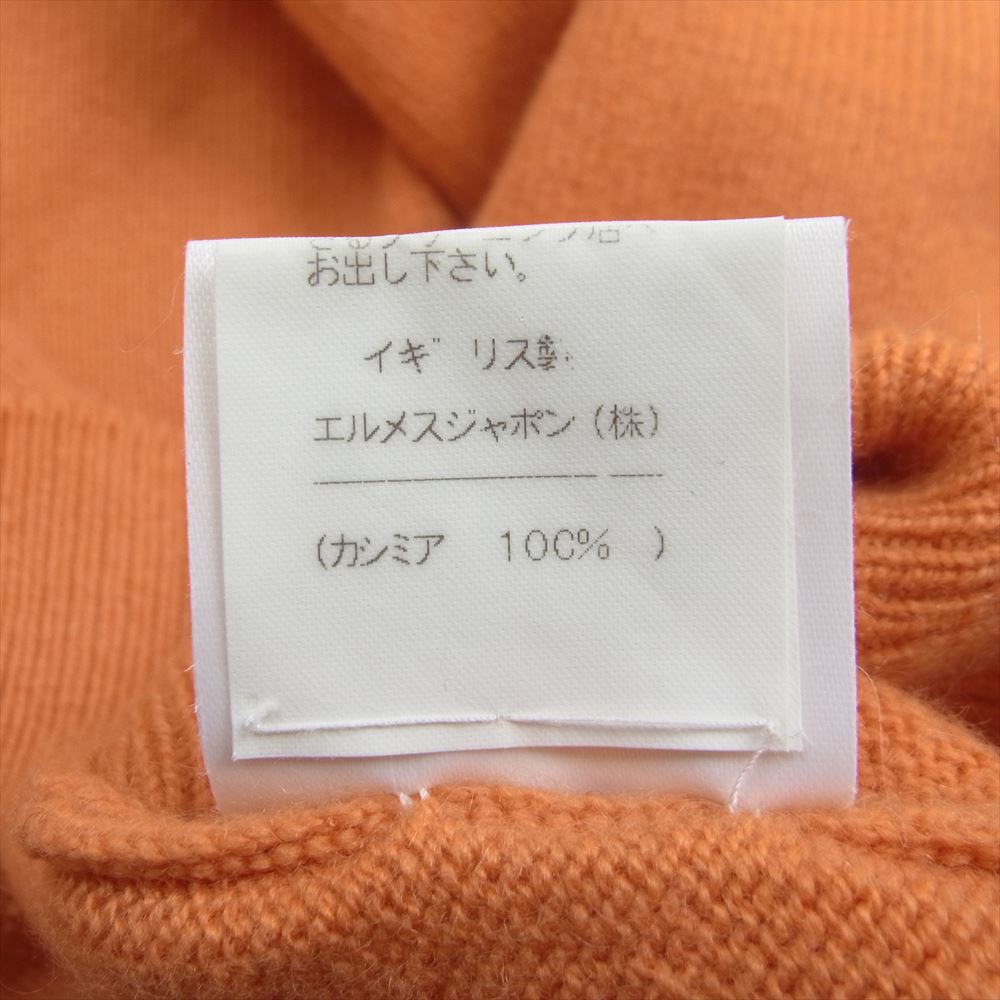 お出し下さい。
イギリス製
エルメスジャポン(株)
(カシミア 100% )